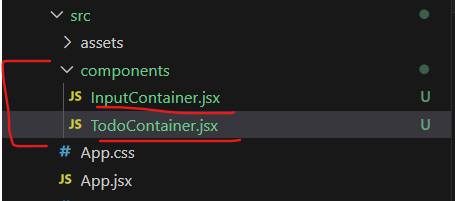 src
assets
components
JS InputContainer.jsx U
JS TodoContainer.jsx U
# App.css
JS App.jsx